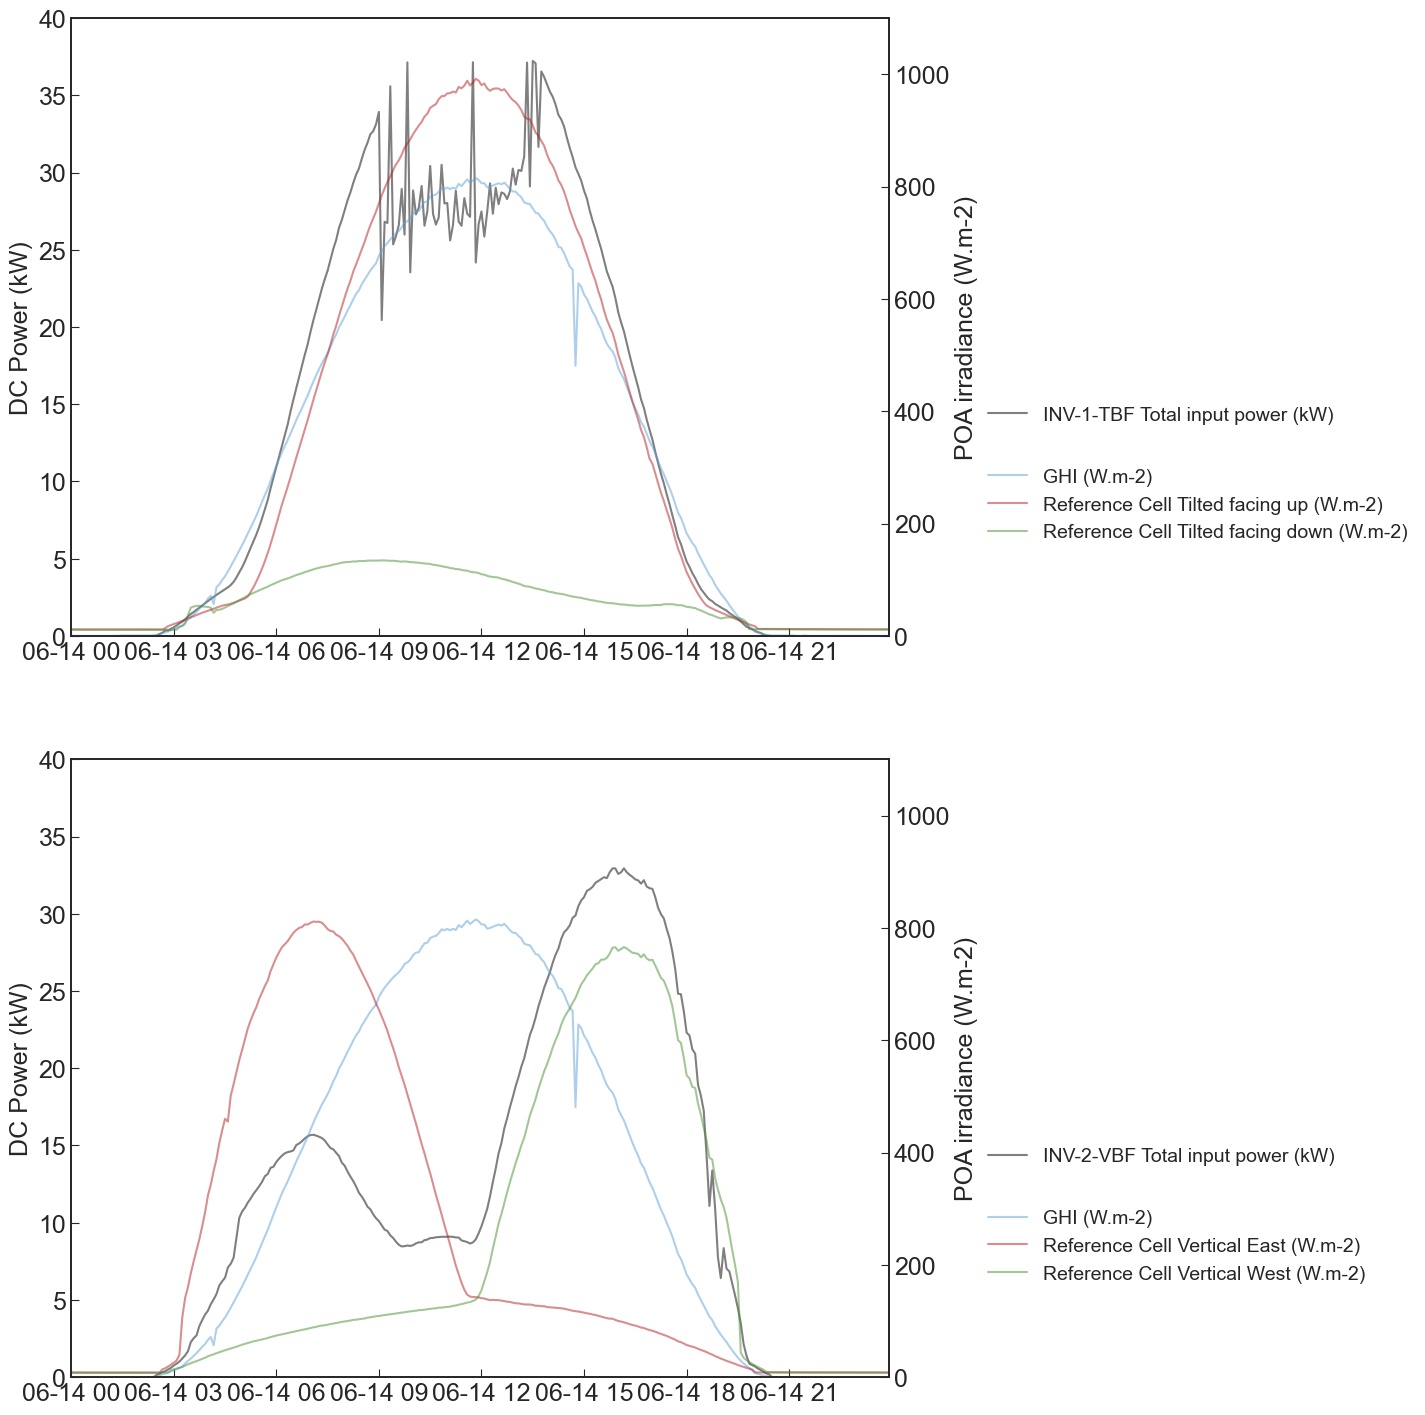 40
35
30
25
20
15
10
5
0
DC Power (kW)
1000
800
600
400
200
0
POA irradiance (W.m-2)
06-14 00 06-14 03 06-14 06 06-14 09 06-14 12 06-14 15 06-14 18 06-14 21
INV-1-TBF Total input power (kW)
GHI (W.m-2)
Reference Cell Tilted facing up (W.m-2)
Reference Cell Tilted facing down (W.m-2)
40
35
30
25
20
15
10
5
0
DC Power (kW)
1000
800
600
400
200
0
POA irradiance (W.m-2)
06-14 00 06-14 03 06-14 06 06-14 09 06-14 12 06-14 15 06-14 18 06-14 21
INV-2-VBF Total input power (kW)
GHI (W.m-2)
Reference Cell Vertical East (W.m-2)
Reference Cell Vertical West (W.m-2)